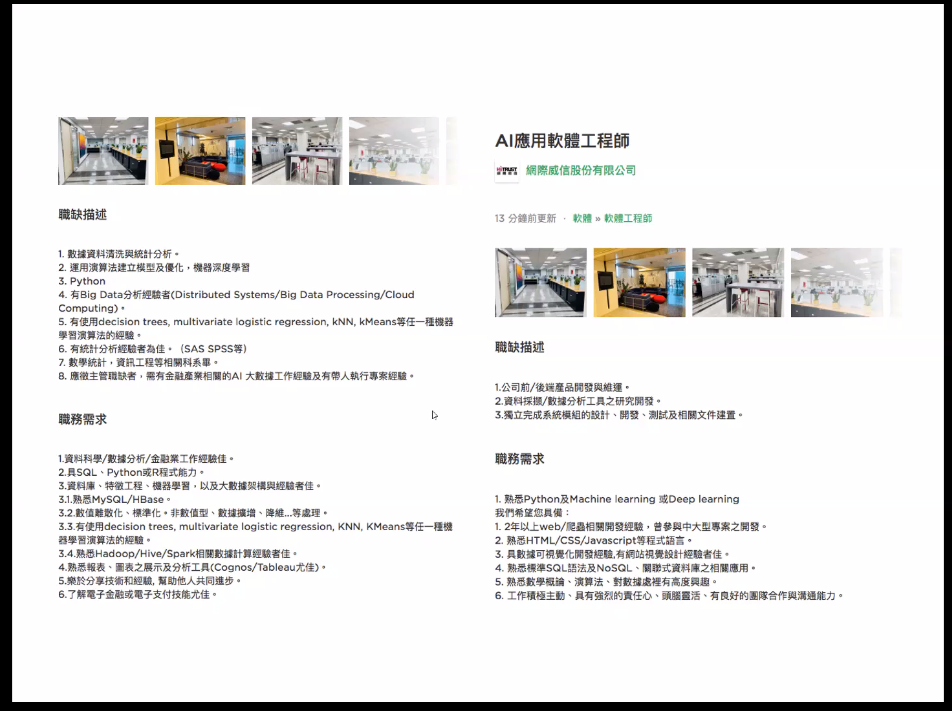 職缺描述
1. 數據資料清洗與統計分析。
2. 運用演算法建立模型及優化，機器深度學習
3. Python
4. 有Big Data分析經驗者(Distributed Systems/Big Data Processing/Cloud
Computing)。
5. 有使用decision trees, multivariate logistic regression, kNN, kMeans等任一種機器
學習演算法的經驗。
6. 有統計分析經驗者為佳。（SAS SPSS等）
7. 數學統計，資訊工程等相關科系畢。
8. 應徵主管職缺者，需有金融產業相關的AI 大數據工作經驗及有帶人執行專案經驗。
職務需求
1.資料科學/數據分析/金融業工作經驗佳。
2.具SQL、Python或R程式能力。
3.資料庫、特徵工程、機器學習，以及大數據架構與經驗者佳。
3.1.熟悉MySQL/HBase。
3.2.數值離散化、標準化。非數值型、數據擴增、降維...等處理。
3.3.有使用decision trees, multivariate logistic regression, KNN, KMeans等任一種機
器學習演算法的經驗。
3.4.熟悉Hadoop/Hive/Spark相關數據計算經驗者佳。
4.熟悉報表、圖表之展示及分析工具(Cognos/Tableau尤佳)。
5.樂於分享技術和經驗, 幫助他人共同進步。
6.了解電子金融或電子支付技能尤佳。
AI應用軟體工程師
HiTRUST
網際威信股份有限公司
13 分鐘前更新 · 軟體 » 軟體工程師
職缺描述
1.公司前/後端產品開發與維運。
2.資料採擷/數據分析工具之研究開發。
3.獨立完成系統模組的設計、開發、測試及相關文件建置。
職務需求
1. 熟悉Python及Machine learning 或Deep learning
我們希望您具備：
1. 2年以上web/爬蟲相關開發經驗，曾參與中大型專案之開發。
2. 熟悉HTML/CSS/Javascript等程式語言。
3. 具數據可視覺化開發經驗,有網站視覺設計經驗者佳。
4. 熟悉標準SQL語法及NoSQL、關聯式資料庫之相關應用。
5. 熟悉數學概論、演算法、對數據處裡有高度興趣。
6. 工作積極主動、具有強烈的責任心、頭腦靈活、有良好的團隊合作與溝通能力。